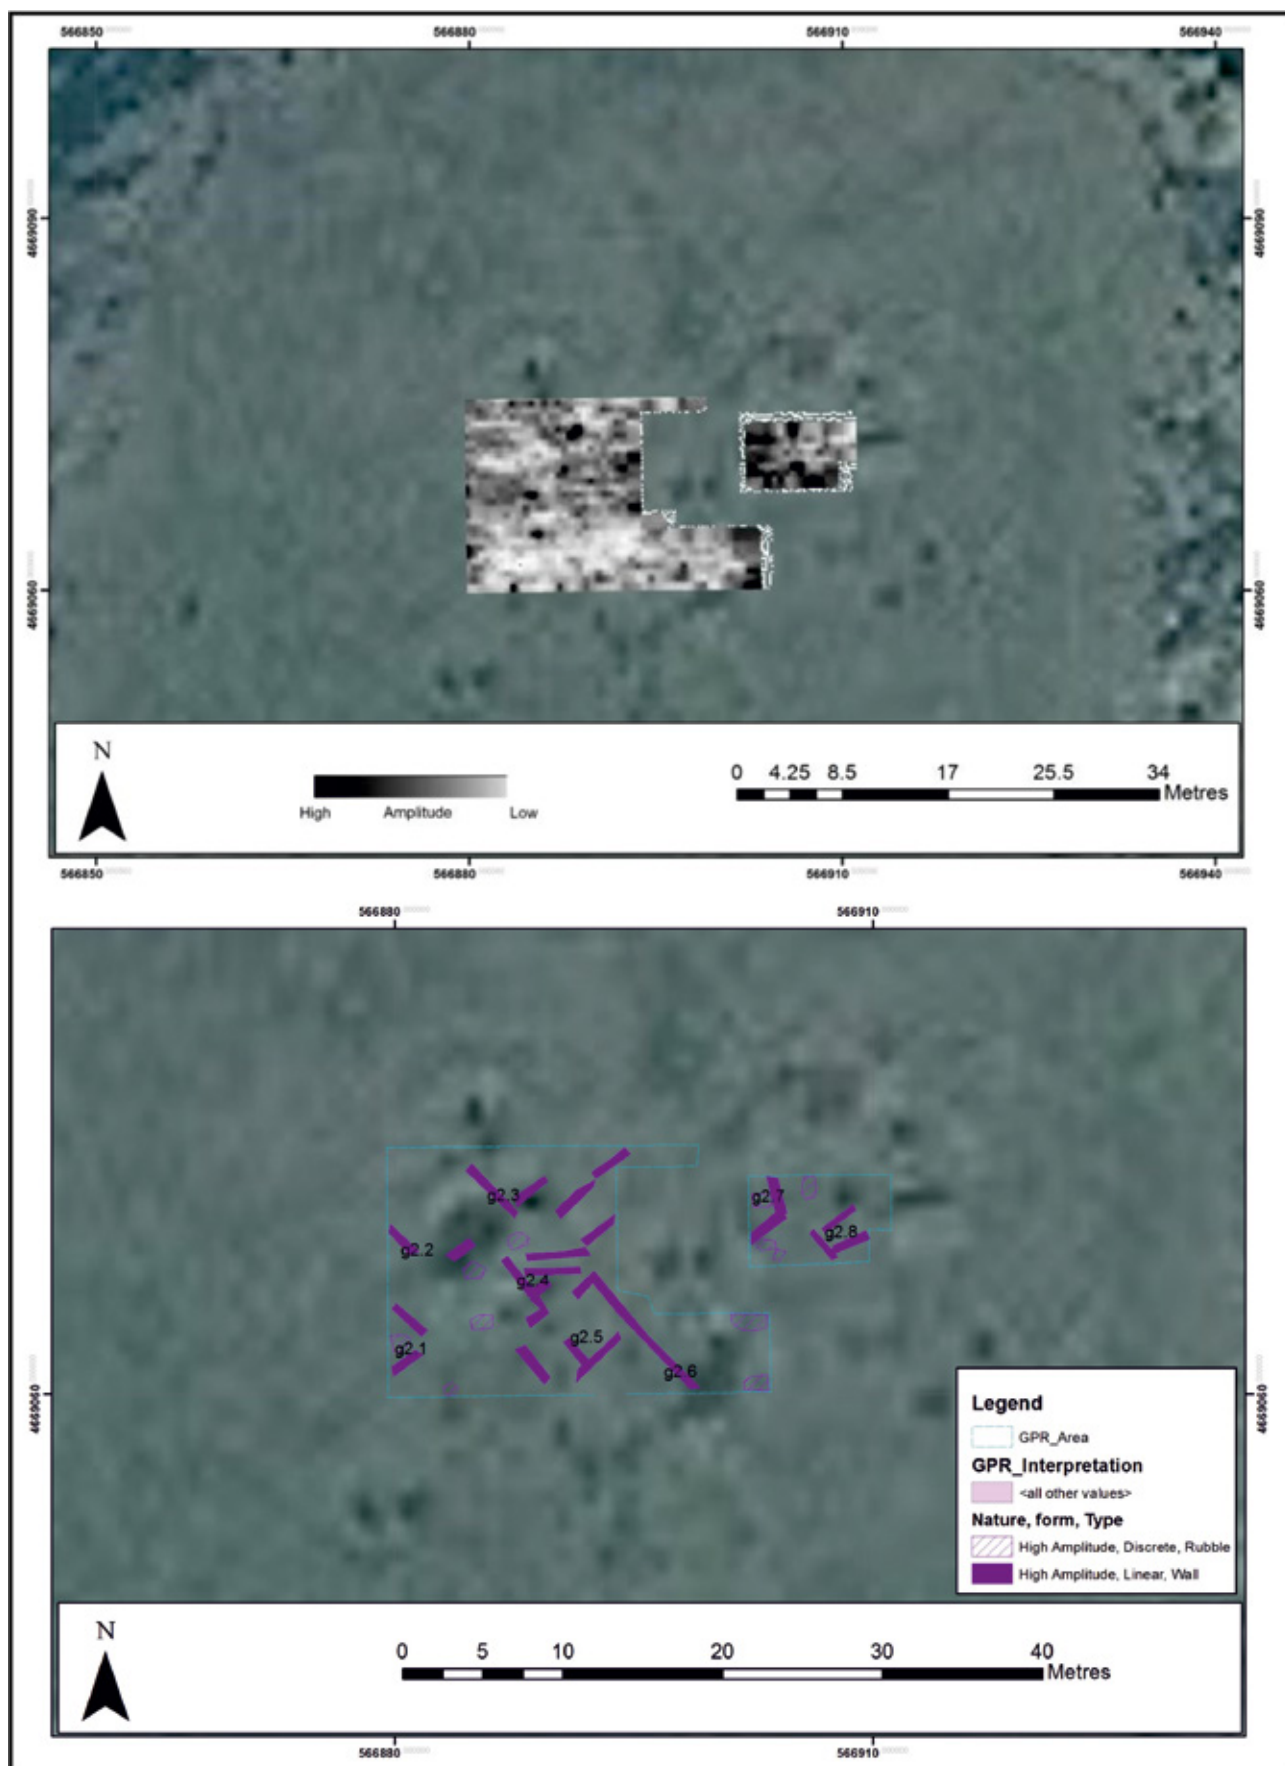 566850 566880 566910 566940
4669090 4669090
4669060 4669060
N
High Amplitude Low
0 4.25 8.5 17 25.5 34
Metres
566850 566880 566910 566940
566880 566910
g2.3
g2.7
g2.2
g2.8
g2.4
g2.5
g2.1
g2.6
4669060 4669060
Legend
GPR_Area
GPR_Interpretation
<all other values>
Nature, form, Type
High Amplitude, Discrete, Rubble
High Amplitude, Linear, Wall
N
0 5 10 20 30 40
Metres
566880 566910